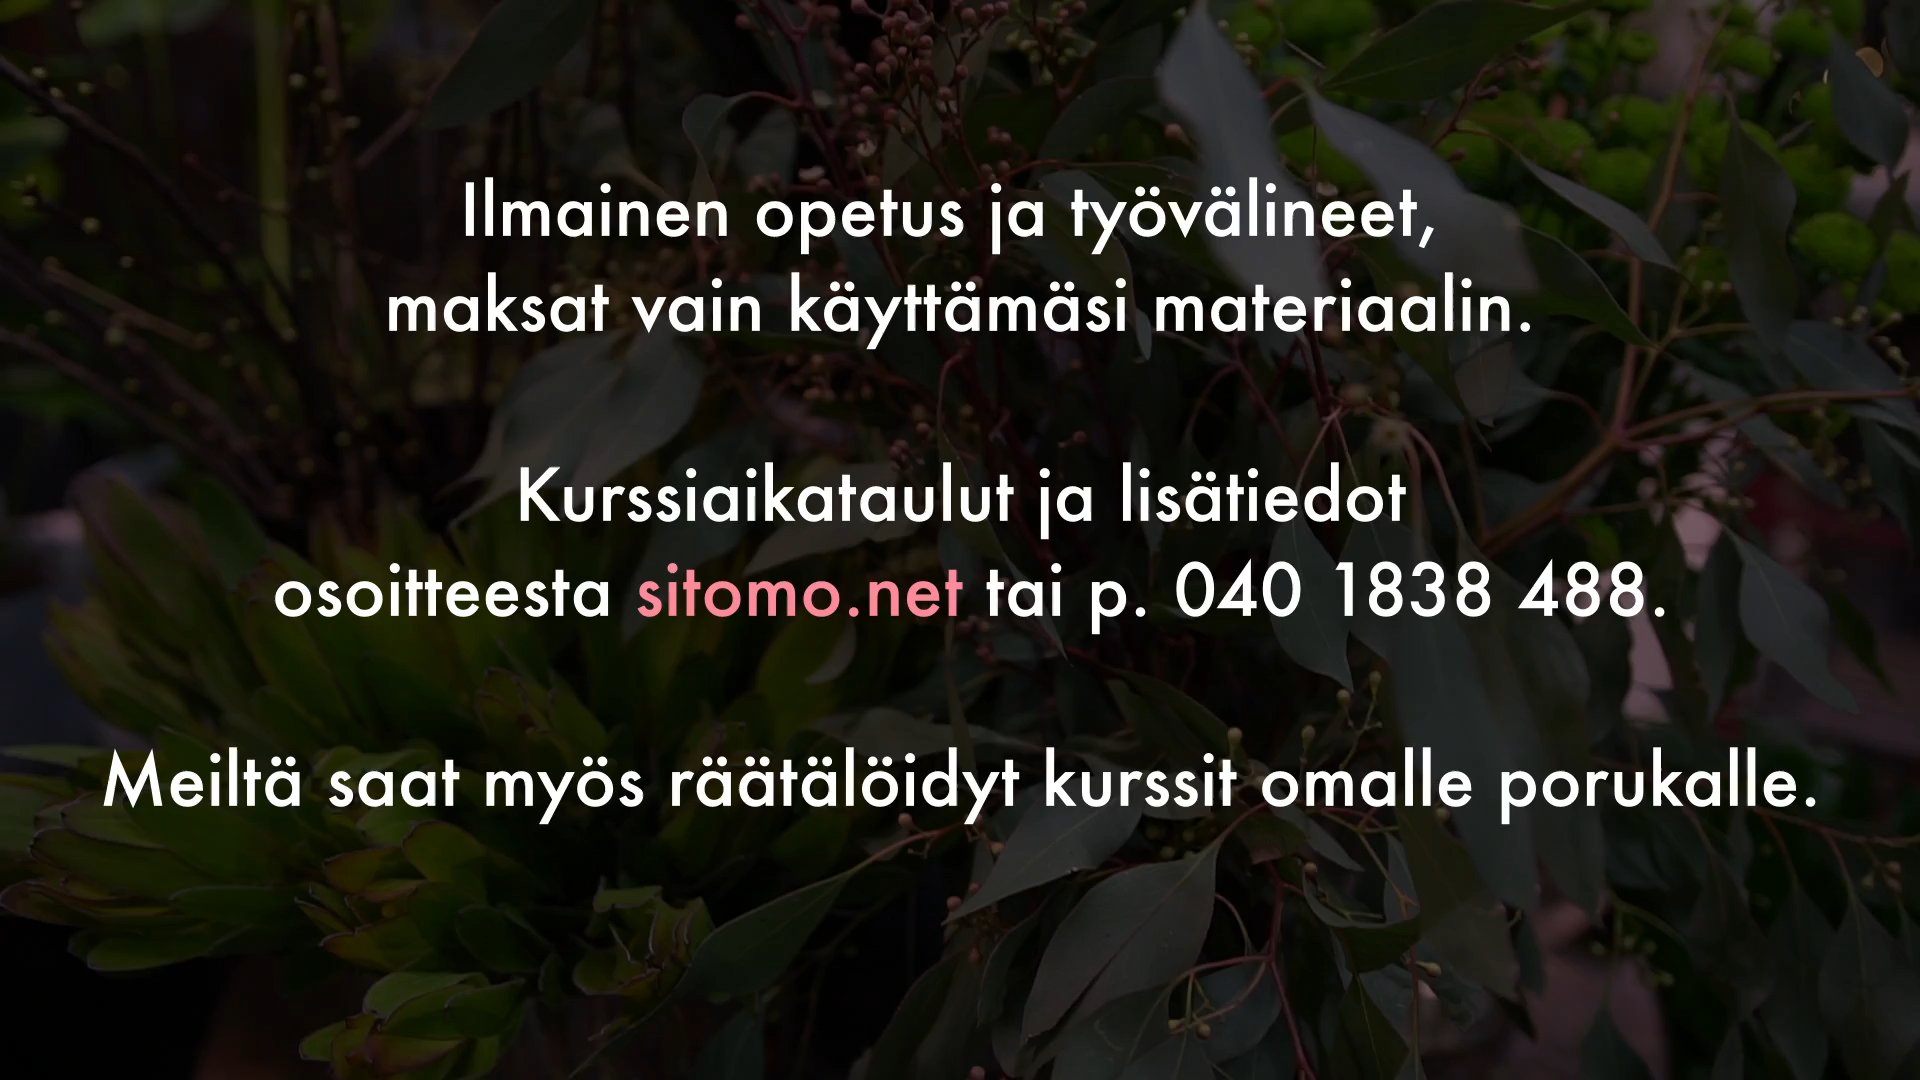 Ilmainen opetus ja työvälineet,
maksat vain käyttämäsi materiaalin.
Kurssiaikataulut ja lisätiedot
osoitteesta sitomo.net tai p. 040 1838 488.
Meiltä saat myös räätälöidyt kurssit omalle porukalle.